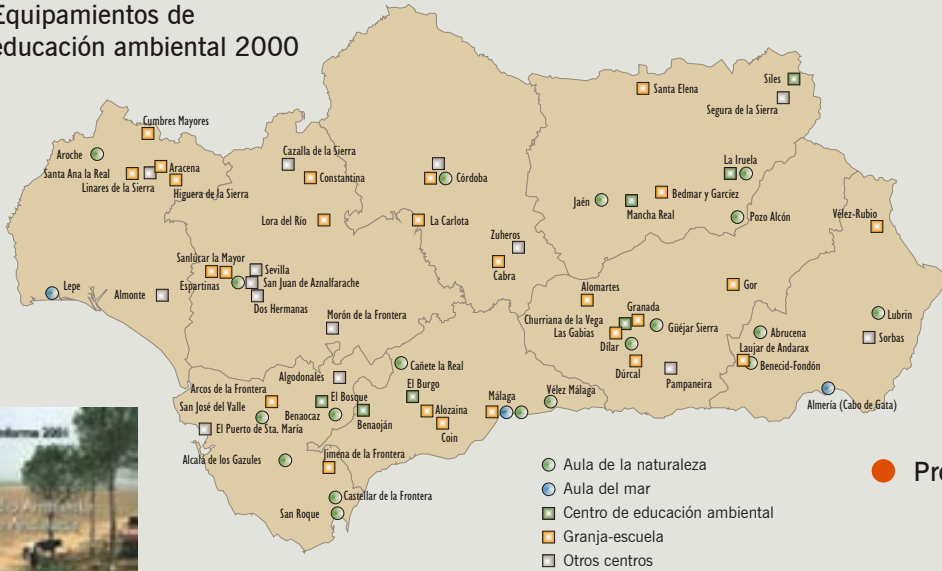 Equipamientos de
educación ambiental 2000
Siles
Santa Elena
Segura de la Sierra
Cumbres Mayores
Aroche
Cazalla de la Sierra
Santa Ana la Real
Aracena
Constantina
Córdoba
La Iruela
Linares de la Sierra
Higuera de la Sierra
Jaén
Bedmar y Garcíez
Mancha Real
Pozo Alcón
Vélez-Rubio
Lora del Río
La Carlota
Zuheros
Cabra
Sanlúcar la Mayor
Sevilla
Espartinas
San Juan de Aznalfarache
Lepe
Almonte
Dos Hermanas
Morón de la Frontera
Alomartes
Gor
Churriana de la Vega
Granada
Las Gabias
Güéjar Sierra
Dílar
Abrucena
Lubrin
Laujar de Andarax
Sorbas
Benecid-Fondón
Dúrcal
Pampaneira
Almería (Cabo de Gata)
Cañete la Real
Algodonales
El Burgo
Arcos de la Frontera
El Bosque
Málaga
Vélez Málaga
San José del Valle
Benaocaz
Alozaina
El Puerto de Sta. María
Benaoján
Coin
Alcalá de los Gazules
Jimena de la Frontera
Castellar de la Frontera
San Roque
Informe 2001
Aula de la naturaleza
Aula del mar
Centro de educación ambiental
Granja-escuela
Otros centros